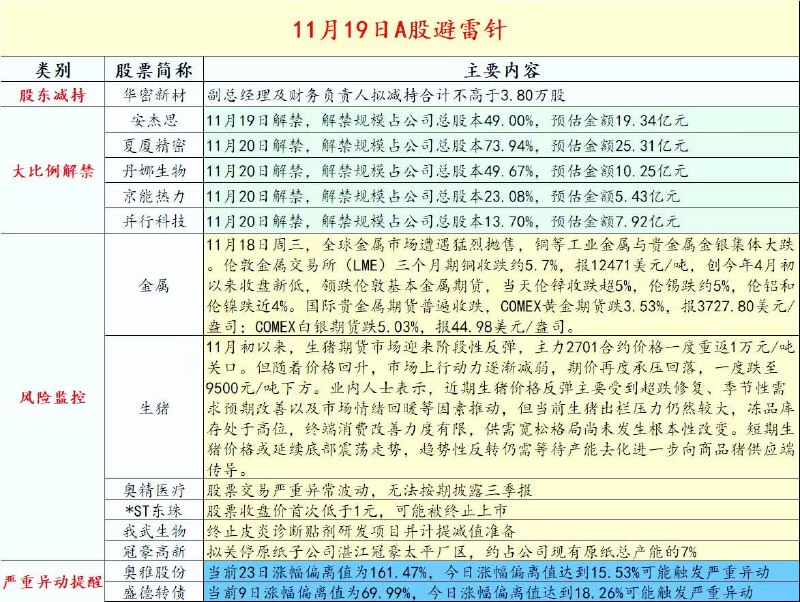 11月19日A股避雷针
类别 股票简称 主要内容
股东减持 华密新材 副总经理及财务负责人拟减持合计不高于3.80万股
大比例解禁
安杰思 11月19日解禁，解禁规模占公司总股本49.00%，预估金额19.34亿元
夏厦精密 11月20日解禁，解禁规模占公司总股本73.94%，预估金额25.31亿元
丹娜生物 11月20日解禁，解禁规模占公司总股本49.67%，预估金额10.25亿元
京能热力 11月20日解禁，解禁规模占公司总股本23.08%，预估金额5.43亿元
并行科技 11月20日解禁，解禁规模占公司总股本13.70%，预估金额7.92亿元
风险监控
金属
11月18日周三，全球金属市场遭遇猛烈抛售，铜等工业金属与贵金属金银集体大跌
。伦敦金属交易所（LME）三个月期铜收跌约5.7%，报12471美元/吨，创今年4月初
以来收盘新低，领跌伦敦基本金属期货，当天伦锌收跌超5%，伦锡跌约5%，伦铝和
伦镍跌近4%。国际贵金属期货普遍收跌，COMEX黄金期货跌3.53%，报3727.80美元/
盎司；COMEX白银期货跌5.03%，报44.98美元/盎司。
生猪
11月初以来，生猪期货市场迎来阶段性反弹，主力2701合约价格一度重返1万元/吨
关口。但随着价格回升，市场上行动力逐渐减弱，期价再度承压回落，一度跌至
9500元/吨下方。业内人士表示，近期生猪价格反弹主要受到超跌修复、季节性需
求预期改善以及市场情绪回暖等因素推动，但当前生猪出栏压力仍然较大，冻品库
存处于高位，终端消费改善力度有限，供需宽松格局尚未发生根本性改变。短期生
猪价格或延续底部震荡走势，趋势性反转仍需等待产能去化进一步向商品猪供应端
传导。
奥精医疗 股票交易严重异常波动，无法按期披露三季报
*ST东珠 股票收盘价首次低于1元，可能被终止上市
我武生物 终止皮炎诊断贴剂研发项目并计提减值准备
冠豪高新 拟关停原纸子公司湛江冠豪太平厂区，约占公司现有原纸总产能的7%
严重异动提醒
奥雅股份 当前23日涨幅偏离值为161.47%，今日涨幅偏离值达到15.53%可能触发严重异动
盛德转债 当前9日涨幅偏离值为69.99%，今日涨幅偏离值达到18.26%可能触发严重异动